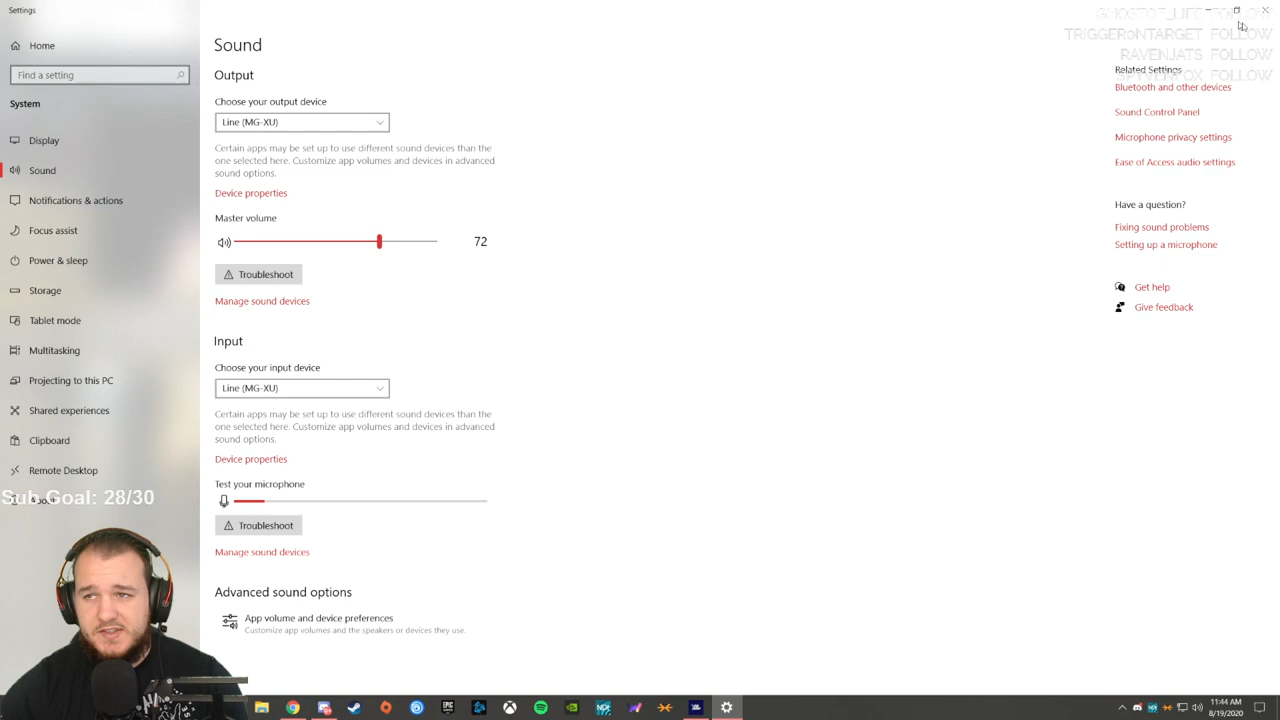 Settings
GHOSTOF_LIFE FOLLOW
TRIGGER0NTARGET FOLLOW
RAVENJATS FOLLOW
FOLLOW
Home
Find a setting
System
Display
Sound
Notifications & actions
Focus assist
Power & sleep
Storage
Tablet mode
Multitasking
Projecting to this PC
Shared experiences
Clipboard
Remote Desktop
Sub Goal: 28/30
Sound
Output
Choose your output device
Line (MG-XU)
Certain apps may be set up to use different sound devices than the
one selected here. Customize app volumes and devices in advanced
sound options.
Device properties
Master volume
72
Troubleshoot
Manage sound devices
Input
Choose your input device
Line (MG-XU)
Certain apps may be set up to use different sound devices than the
one selected here. Customize app volumes and devices in advanced
sound options.
Device properties
Test your microphone
Troubleshoot
Manage sound devices
Advanced sound options
App volume and device preferences
Customize app volumes and the speakers or devices they use.
Related Settings
Bluetooth and other devices
Sound Control Panel
Microphone privacy settings
Ease of Access audio settings
Have a question?
Fixing sound problems
Setting up a microphone
Get help
Give feedback
EPIC
11:44 AM
8/19/2020